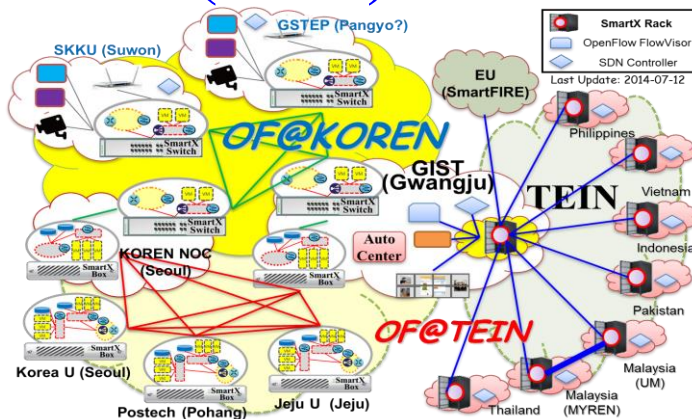 SKKU (Suwon)
GSTEP (Pangyo?)
SmartX Rack
OpenFlow FlowVisor
SDN Controller
Last Update: 2014-07-12
EU
(SmartFIRE)
SmartX
Switch
SmartX
Switch
OF@KOREN
Philippines
GIST
(Gwangju)
TEIN
Vietnam
SmartX
Switch
SmartX
Switch
Indonesia
KOREN NOC
(Seoul)
Auto
Center
SmartX
Box
SmartX
Box
Pakistan
OF@TEIN
SmartX
Box
Korea U (Seoul)
SmartX
Box
Postech (Pohang)
SmartX
Box
Jeju U (Jeju)
Malaysia
(UM)
Malaysia
(MYREN)
Thailand